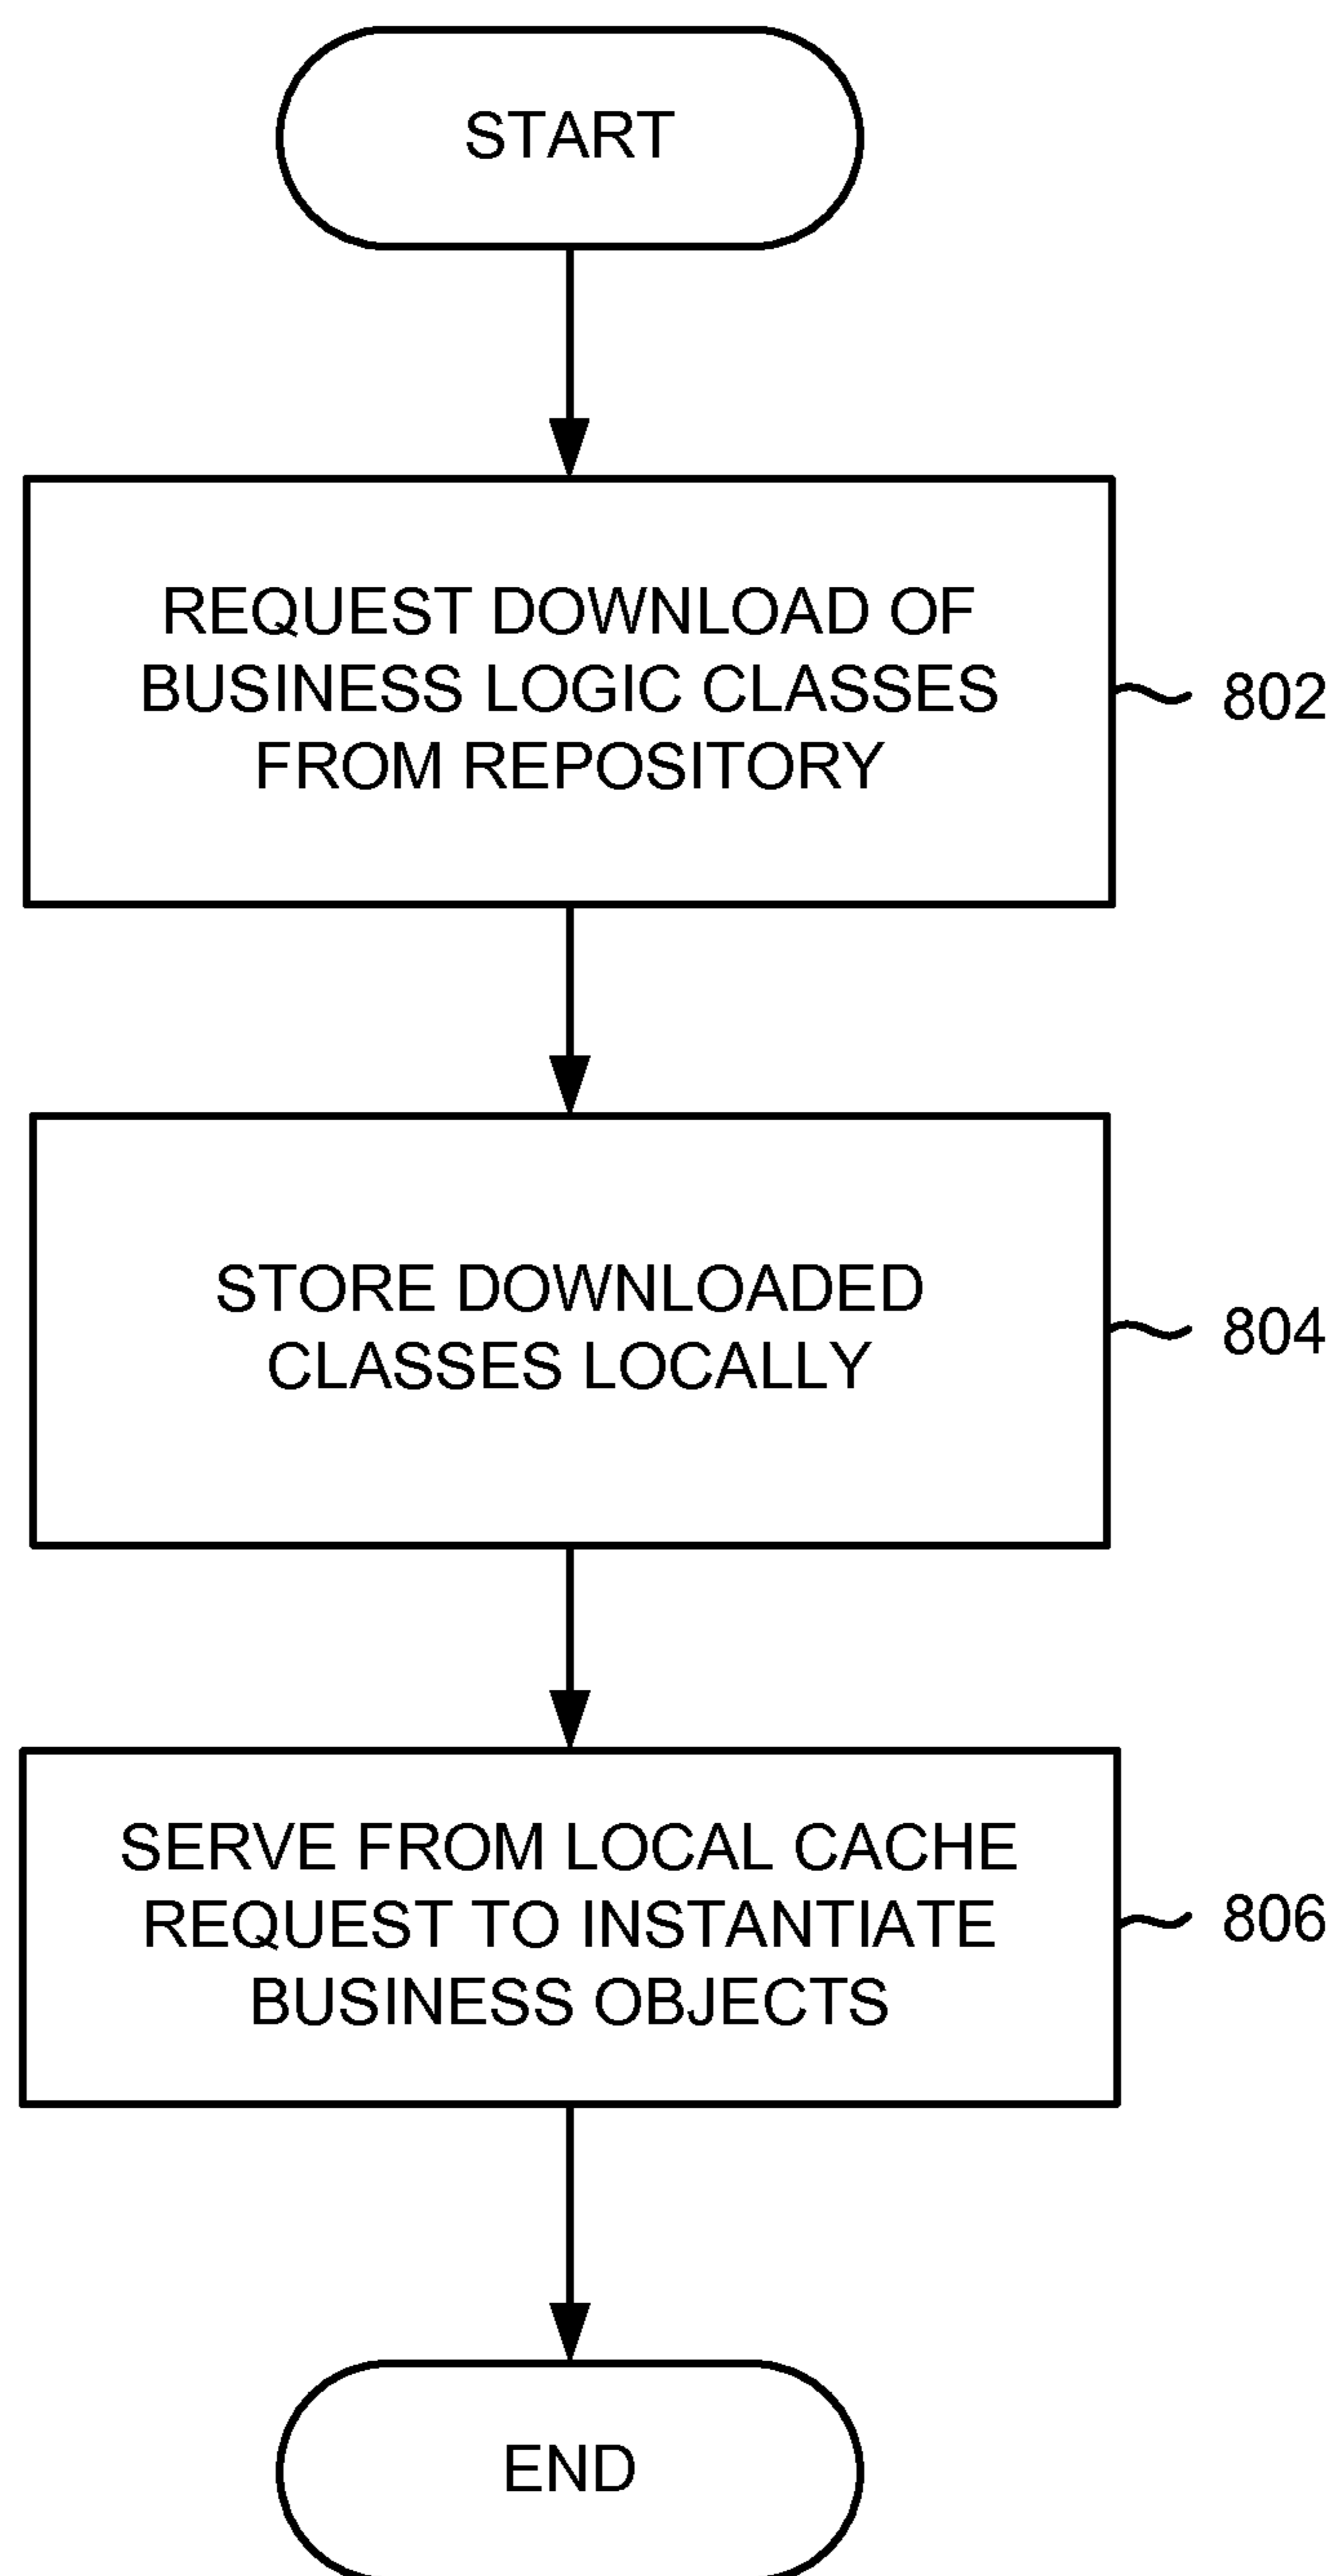 START
REQUEST DOWNLOAD OF
BUSINESS LOGIC CLASSES
FROM REPOSITORY
802
STORE DOWNLOADED
CLASSES LOCALLY
804
SERVE FROM LOCAL CACHE
REQUEST TO INSTANTIATE
BUSINESS OBJECTS
806
END